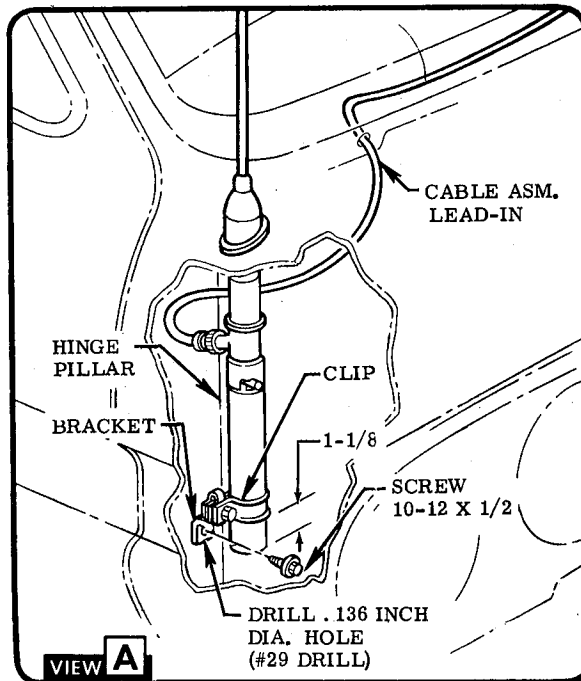 CABLE ASM.
LEAD-IN
HINGE
PILLAR
CLIP
BRACKET
1-1/8
SCREW
10-12 X 1/2
DRILL .136 INCH
DIA. HOLE
(#29 DRILL)
VIEW A